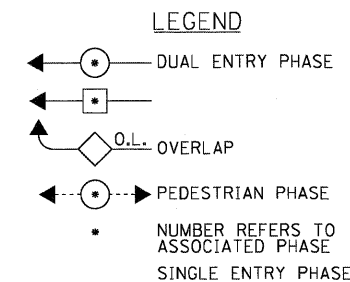 LEGEND
DUAL ENTRY PHASE
O.L.
OVERLAP
PEDESTRIAN PHASE
NUMBER REFERS TO
ASSOCIATED PHASE
SINGLE ENTRY PHASE